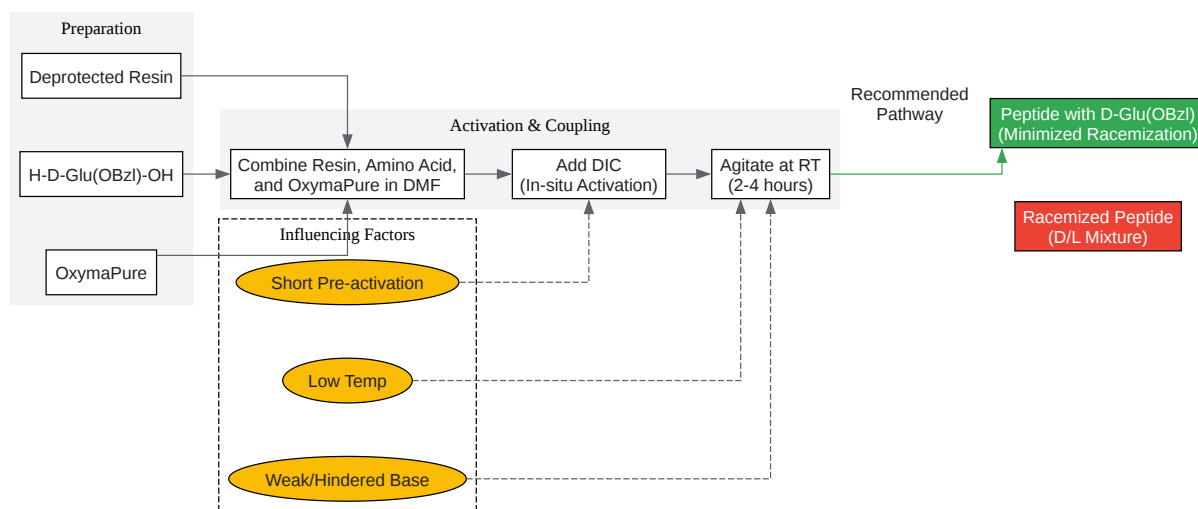 Preparation
Deprotected Resin
H-D-Glu(OBzl)-OH
OxymaPure
Activation & Coupling
Combine Resin, Amino Acid,
and OxymaPure in DMF
Add DIC
(In-situ Activation)
Agitate at RT
(2-4 hours)
Influencing Factors
Short Pre-activation
Low Temp
Weak/Hindered Base
Recommended
Pathway
Peptide with D-Glu(OBzl)
(Minimized Racemization)
Racemized Peptide
(D/L Mixture)